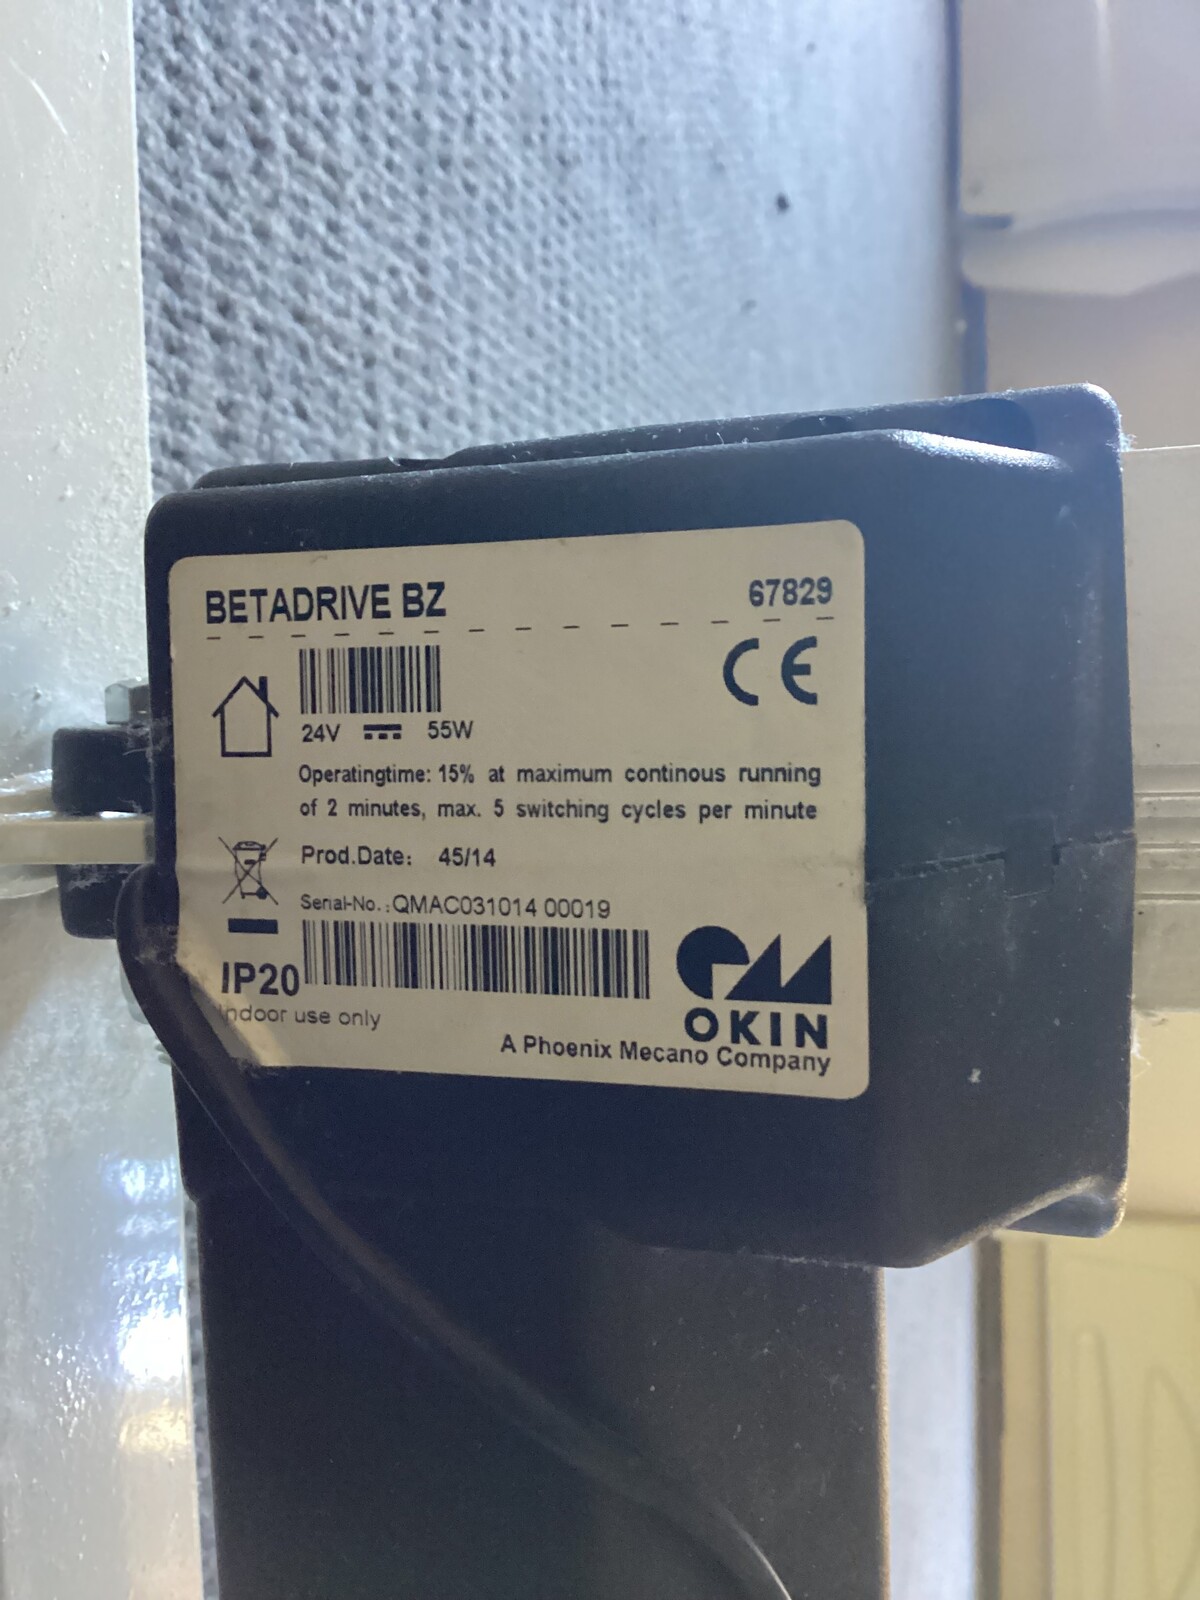 BETADRIVE BZ 67829
CE
24V 55W
Operatingtime: 15% at maximum continous running
of 2 minutes, max. 5 switching cycles per minute
Prod.Date: 45/14
Serial-No.:QMAC031014 00019
IP20
Indoor use only
OKIN
A Phoenix Mecano Company